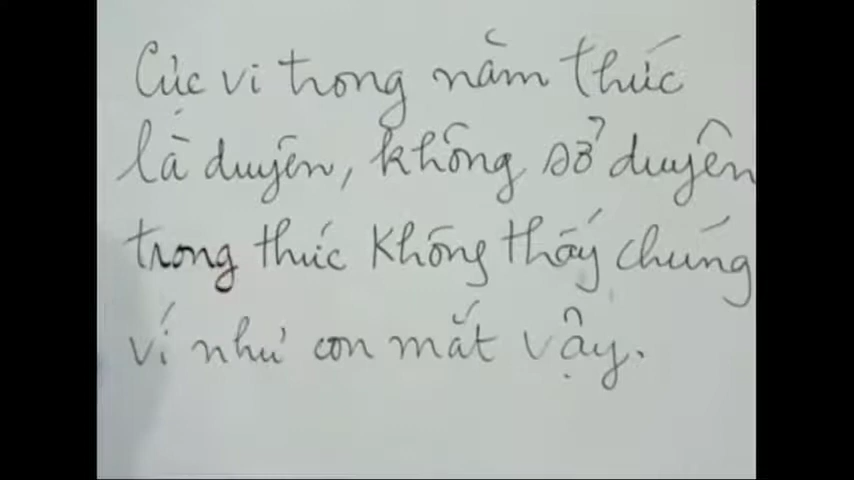 Cực vi trong năm thức
là duyên, không sở duyên
trong thức không thấy chúng
ví như con mắt vậy.